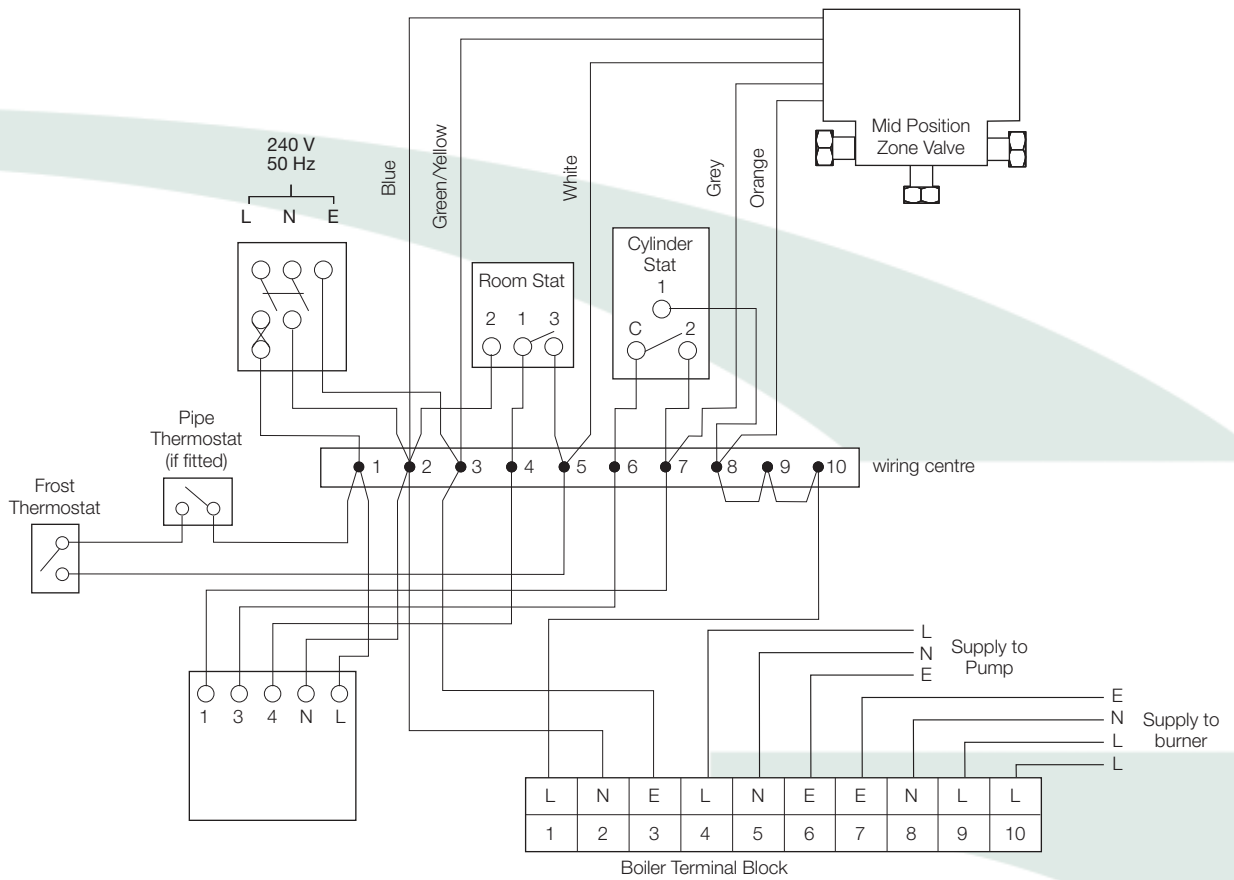 Mid Position
Zone Valve
240 V
50 Hz
L N E
Blue
Green/Yellow
White
Grey
Orange
Cylinder
Stat
1
C 2
Room Stat
2 1 3
Pipe
Thermostat
(if fitted)
1 2 3 4 5 6 7 8 9 10
wiring centre
Frost
Thermostat
L
N
E
Supply to
Pump
1 3 4 N L
E
N
L
L
Supply to
burner
L N E L N E E N L L
1 2 3 4 5 6 7 8 9 10
Boiler Terminal Block